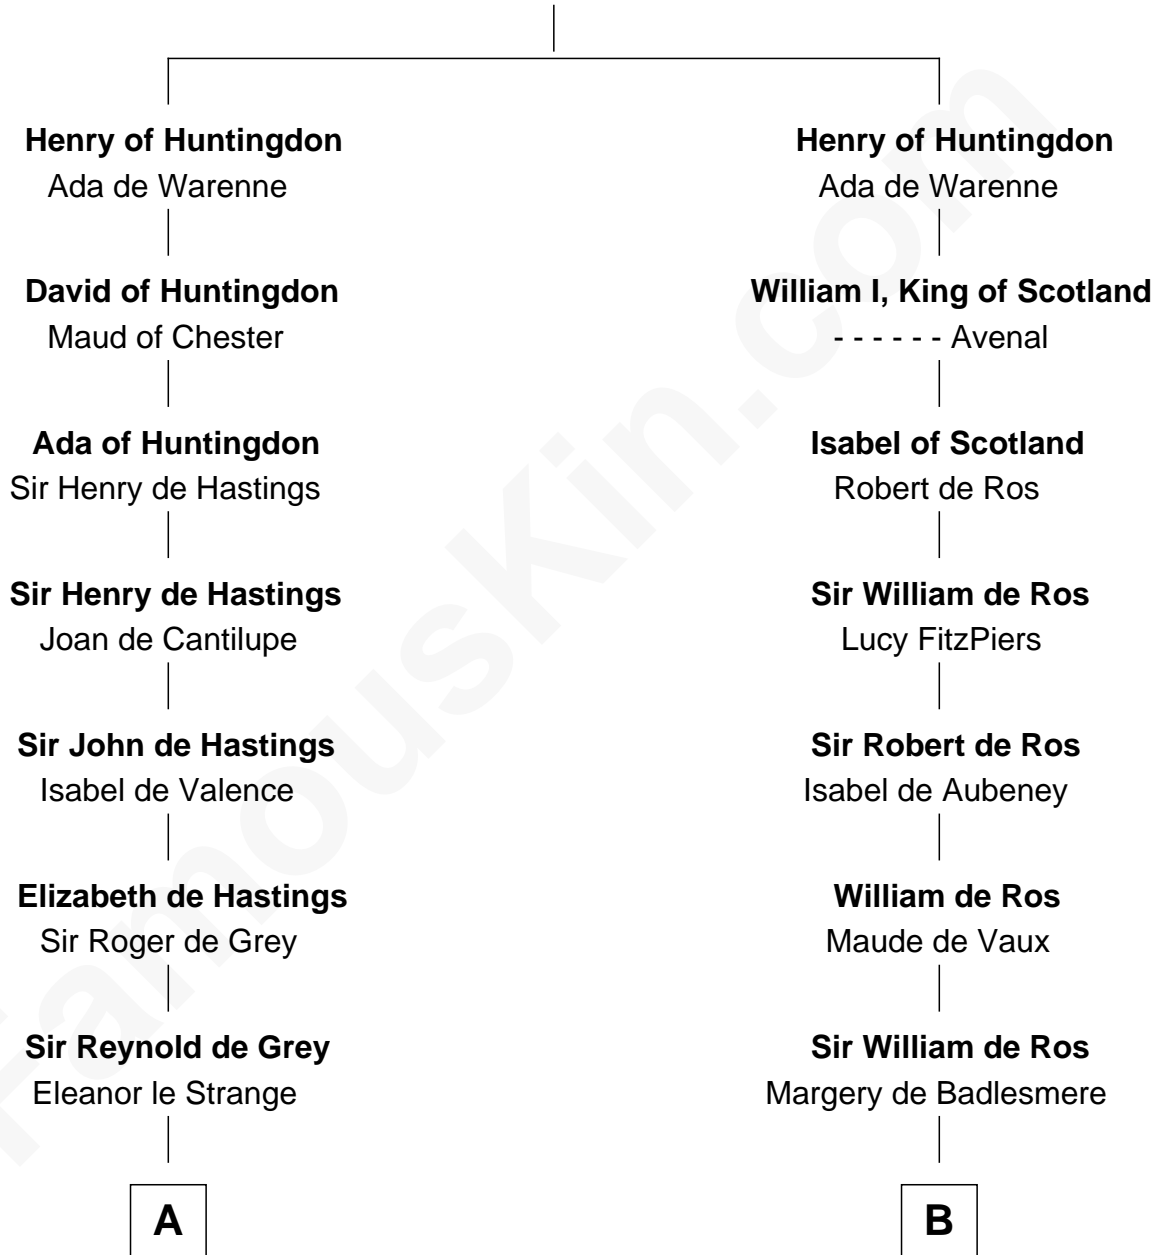 Henry of Huntingdon
Ada de Warenne
David of Huntingdon
Maud of Chester
Ada of Huntingdon
Sir Henry de Hastings
Sir Henry de Hastings
Joan de Cantilupe
Sir John de Hastings
Isabel de Valence
Elizabeth de Hastings
Sir Roger de Grey
Sir Reynold de Grey
Eleanor le Strange
A
Henry of Huntingdon
Ada de Warenne
William I, King of Scotland
- - - - - - Avenal
Isabel of Scotland
Robert de Ros
Sir William de Ros
Lucy FitzPiers
Sir Robert de Ros
Isabel de Aubeney
William de Ros
Maude de Vaux
Sir William de Ros
Margery de Badlesmere
B
FamousKin.com